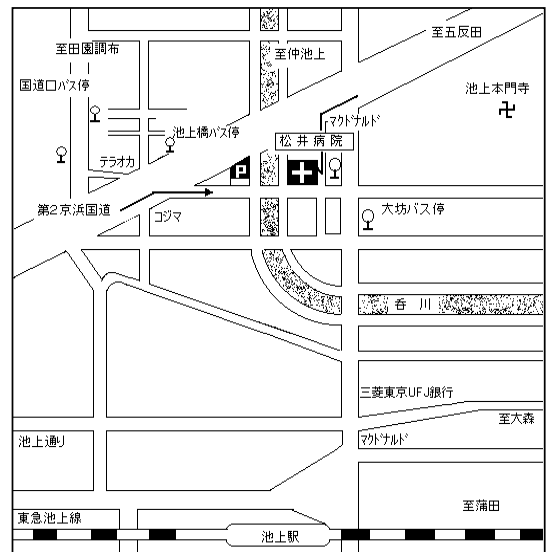 至五反田
至田園調布
至仲池上
国道口バス停
池上本門寺
マクドナルド
池上橋バス停
松井病院
テラオカ
P
第2京浜国道
コジマ
大坊バス停
呑川
三菱東京UFJ銀行
至大森
池上通り
マクドナルド
至蒲田
東急池上線
池上駅